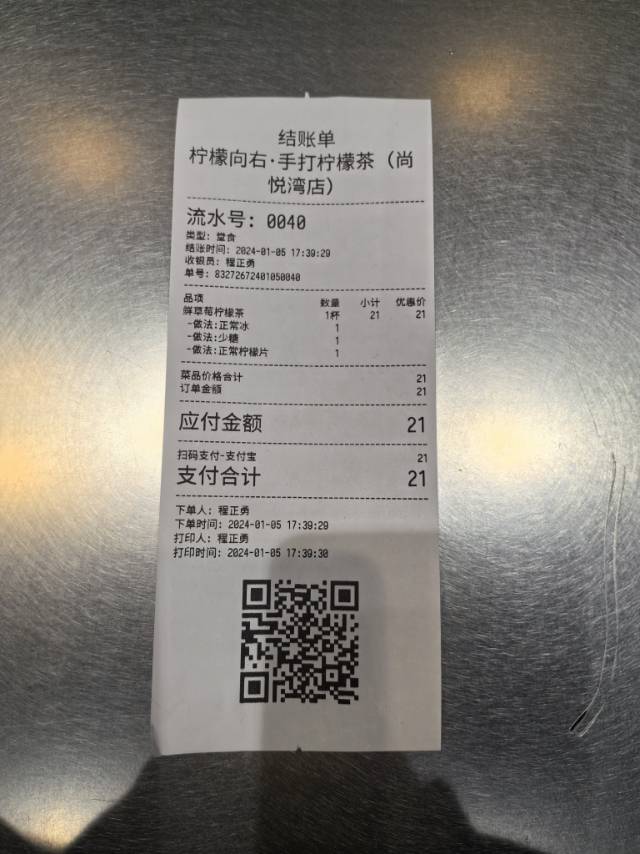 结账单
柠檬向右·手打柠檬茶（尚
悦湾店）
流水号：0040
类型：堂食
结账时间：2024-01-05 17:39:29
收银员：程正勇
单号：83272672401050040
品项 数量 小计 优惠价
鲜草莓柠檬茶 1杯 21 21
-做法:正常冰 1
-做法:少糖 1
-做法:正常柠檬片 1
菜品价格合计 21
订单金额 21
应付金额 21
扫码支付-支付宝 21
支付合计 21
下单人：程正勇
下单时间：2024-01-05 17:39:29
打印人：程正勇
打印时间：2024-01-05 17:39:30